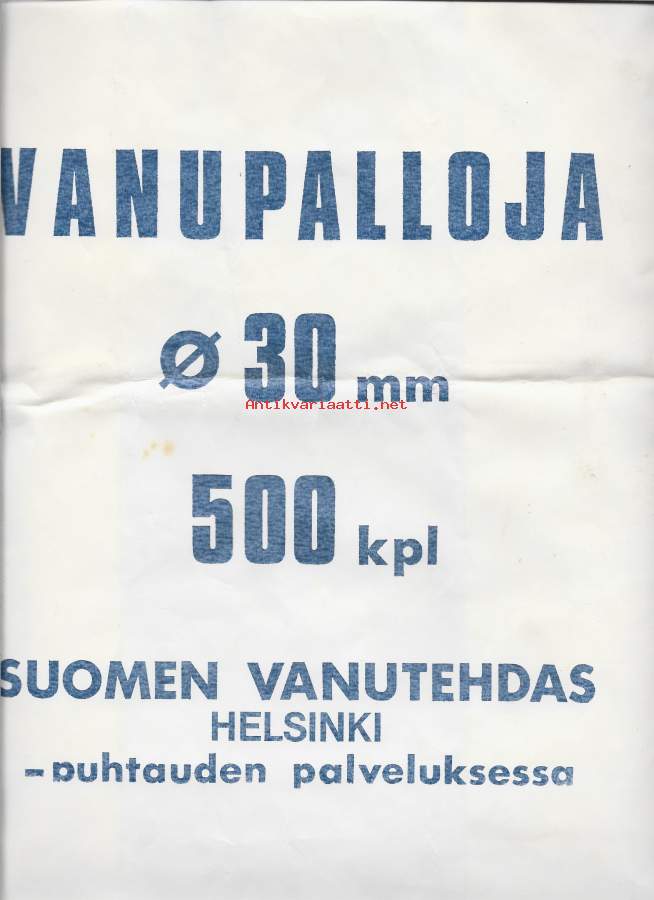 VANUPALLOJA
ø 30 mm
Antikvariaatti.net
500 kpl
SUOMEN VANUTEHDAS
HELSINKI
-puhtauden palveluksessa